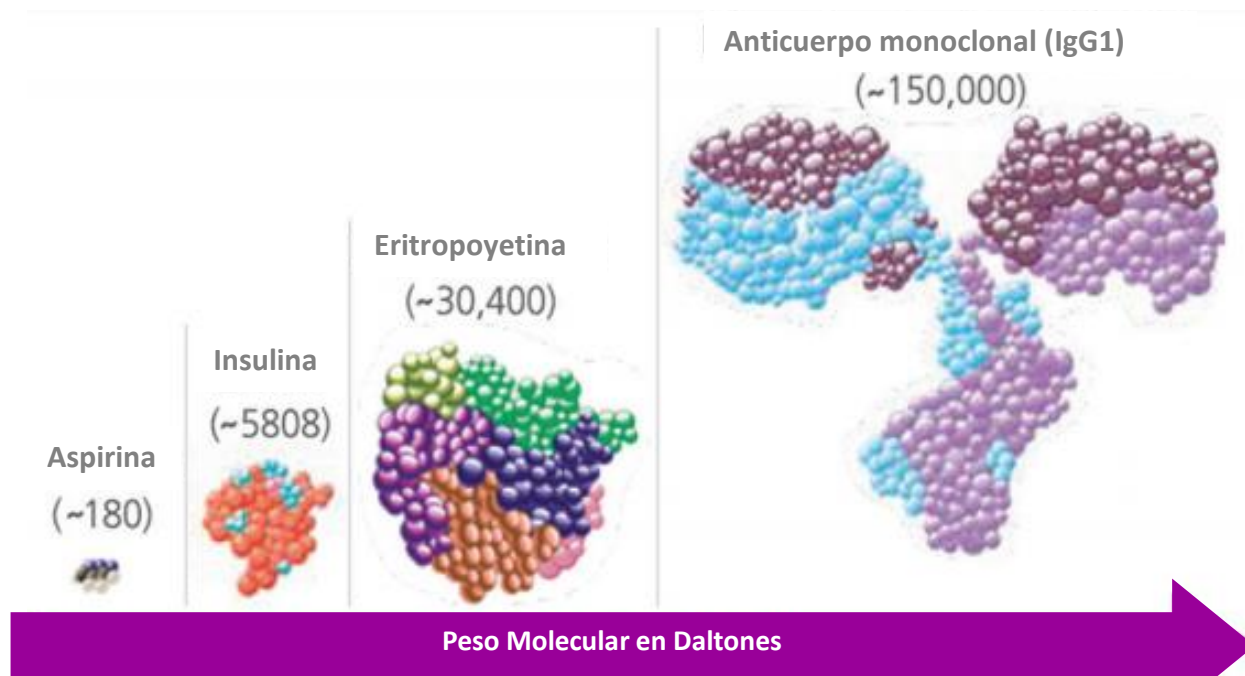 Anticuerpo monoclonal (IgG1)
(~150,000)
Eritropoyetina
(~30,400)
Insulina
(~5808)
Aspirina
(~180)
Peso Molecular en Daltones